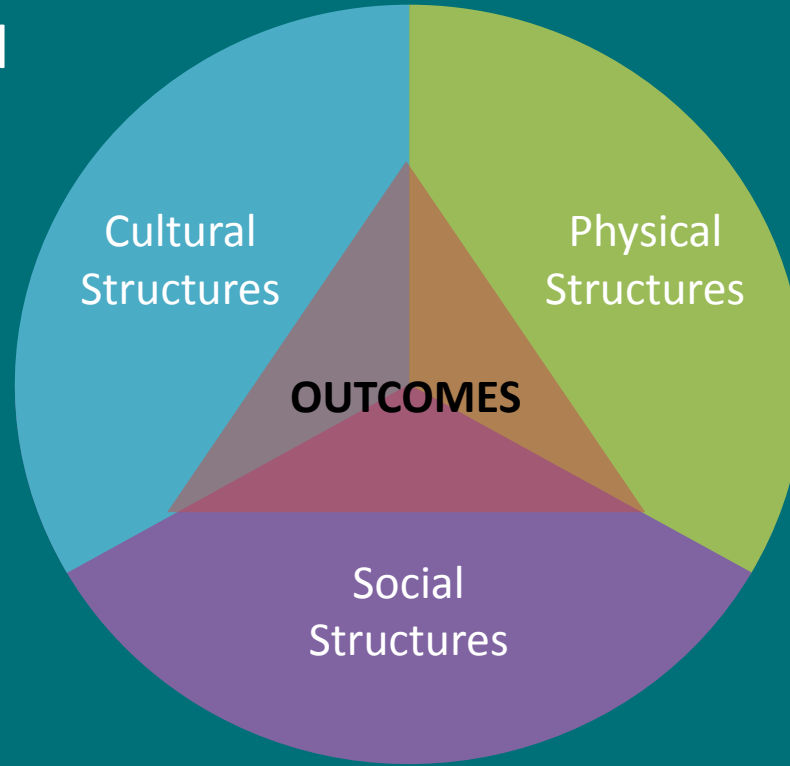 Cultural
Structures
Physical
Structures
OUTCOMES
Social
Structures